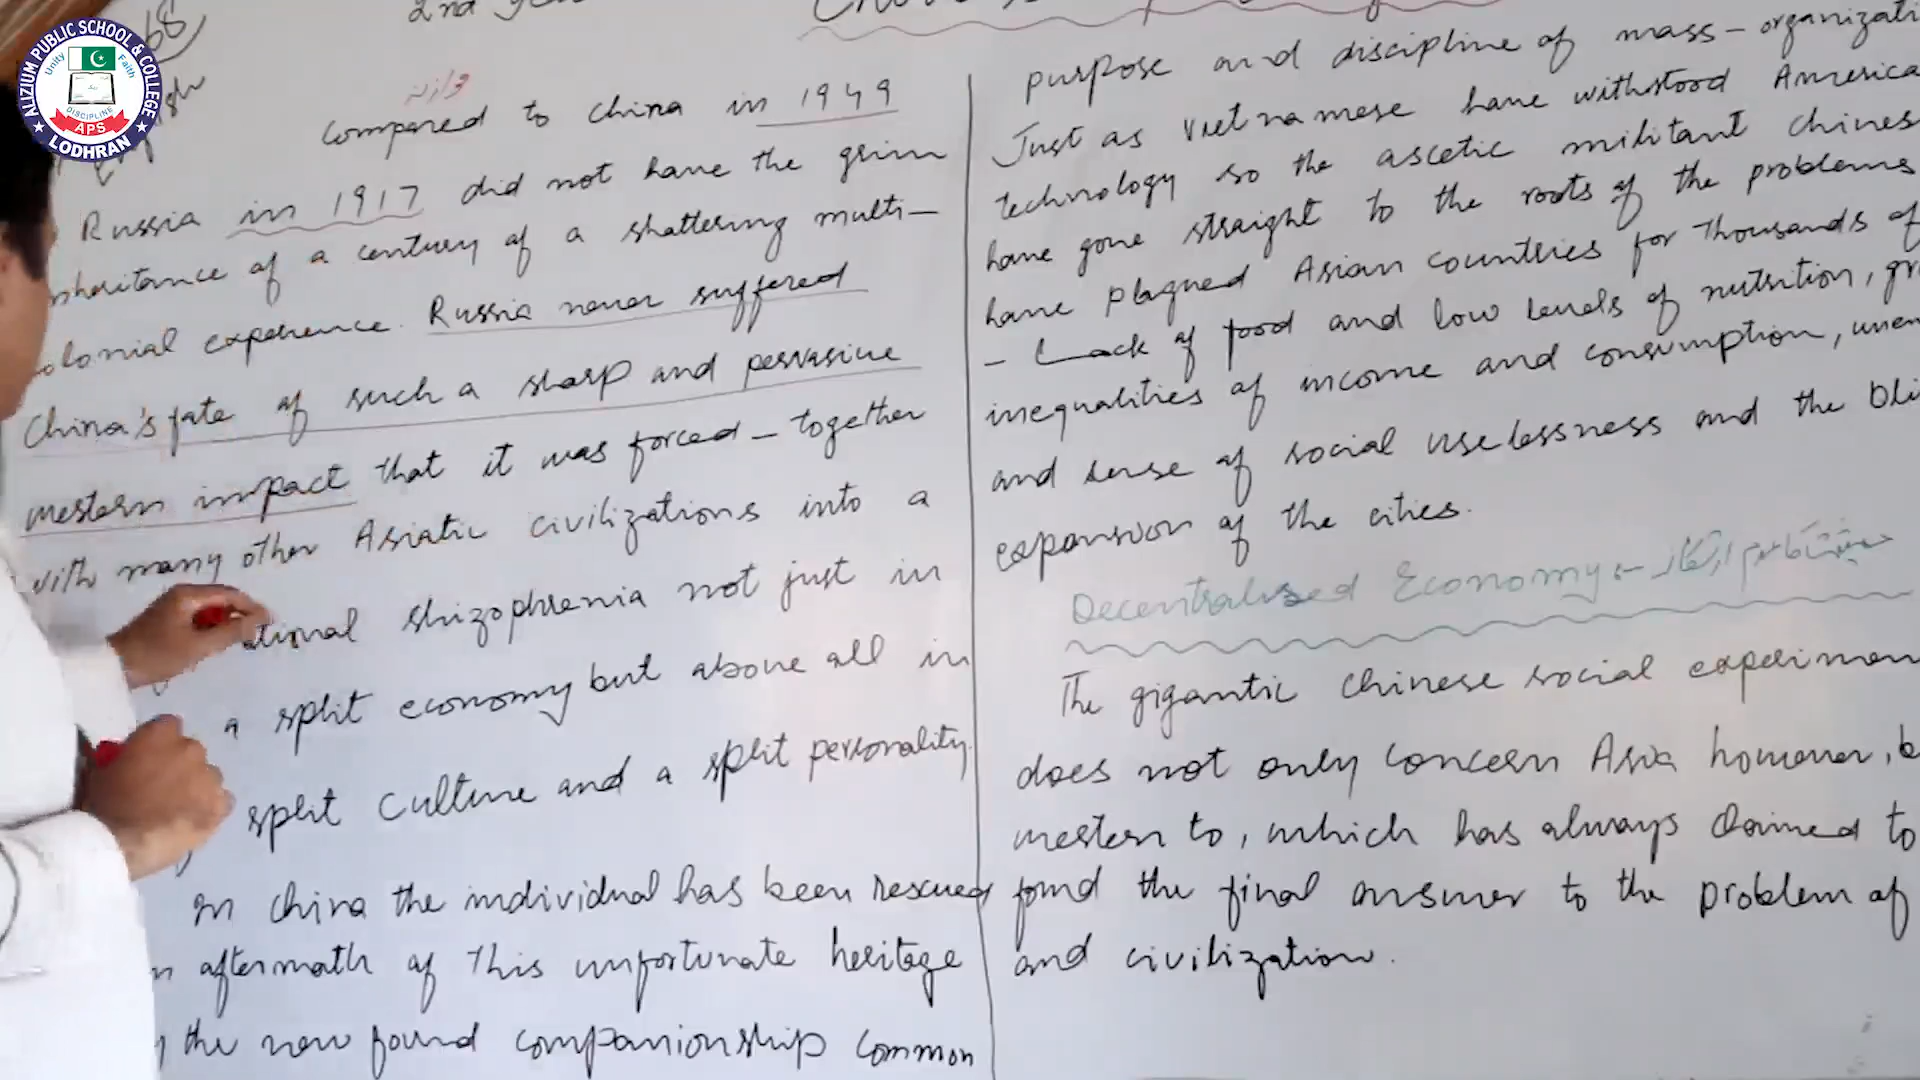 ALIZIUM PUBLIC SCHOOL & COLLEGE
Unity Faith
DISCIPLINE
APS
LODHRAN
68
2nd year
compared to China in 1949
Russia in 1917 did not have the grim
inheritance of a century of a shattering multi-
colonial experience. Russia never suffered
China's fate of such a sharp and pervasive
western impact that it was forced - together
with many other Asiatic civilizations into a
ational shizophrenia not just in
a split economy but above all in
split culture and a split personality.
In China the individual has been rescued
aftermath of this unfortunate heritage
the new found companionship common
purpose and discipline of mass - organizati
Just as vietnamese have withstood America
technology so the ascetic militant chines
have gone straight to the roots of the problems
have plagued Asian countries for thousands of
- Lack of food and low levels of nutrition, gr
inequalities of income and consumption, unem
and sense of social uselessness and the bli
expansion of the cities.
Decentralised Economy:-
The gigantic chinese social experimen
does not only concern Asia however, b
western to, which has always claimed to
found the final answer to the problem of
and civilization.